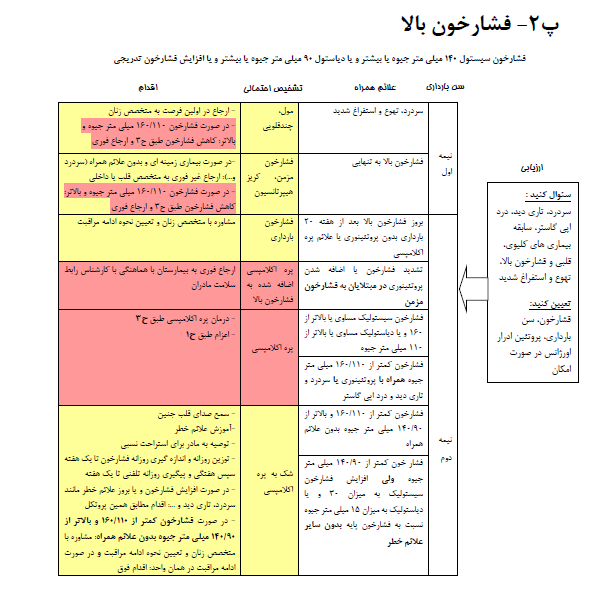 پ۲- فشارخون بالا
فشارخون سیستول ۱۴۰ میلی متر جیوه یا بیشتر و یا دیاستول ۹۰ میلی متر جیوه یا بیشتر و یا افزایش فشارخون تدریجی
سن بارداری
علائم همراه
تشخیص احتمالی
اقدام
ارزیابی
سئوال کنید :
سردرد، تاری دید، درد
اپی گاستر، سابقه
بیماری های کلیوی،
قلبی و فشارخون بالا،
تهوع و استفراغ شدید
تعیین کنید:
فشارخون، سن
بارداری، پروتئین ادرار
اورژانس در صورت
امکان
نیمه
اول
سردرد، تهوع و استفراغ شدید
مول،
چندقلویی
- ارجاع در اولین فرصت به متخصص زنان
- در صورت فشارخون ۱۶۰/۱۱۰ میلی متر جیوه و
بالاتر: کاهش فشارخون طبق ح۳ و ارجاع فوری
فشارخون بالا به تنهایی
فشارخون
مزمن، کریز
هیپرتانسیون
-در صورت بیماری زمینه ای و بدون علائم همراه (سردرد
و...): ارجاع غیر فوری به متخصص قلب یا داخلی
- در صورت فشارخون ۱۶۰/۱۱۰ میلی متر جیوه و بالاتر:
کاهش فشارخون طبق ح۳ و ارجاع فوری
نیمه
دوم
بروز فشارخون بالا بعد از هفته ۲۰
بارداری بدون پروتئینوری یا علائم پره
اکلامپسی
فشارخون
بارداری
مشاوره با متخصص زنان و تعیین نحوه ادامه مراقبت
تشدید فشارخون یا اضافه شدن
پروتئینوری در مبتلایان به فشارخون
مزمن
پره اکلامپسی
اضافه شده به
فشارخون بالا
ارجاع فوری به بیمارستان با هماهنگی با کارشناس رابط
سلامت مادران
فشارخون سیستولیک مساوی یا بالاتر از
۱۶۰ و یا دیاستولیک مساوی یا بالاتر از
۱۱۰ میلی متر جیوه
پره اکلامپسی
- درمان پره اکلامپسی طبق ح۳
- اعزام طبق ح۱
فشارخون کمتر از ۱۶۰/۱۱۰ میلی متر
جیوه همراه با پروتئینوری یا سردرد و
تاری دید و درد اپی گاستر
فشارخون کمتر از ۱۶۰/۱۱۰ و بالاتر از
۱۴۰/۹۰ میلی متر جیوه بدون علائم
همراه
شک به پره
اکلامپسی
- سمع صدای قلب جنین
-آموزش علائم خطر
- توصیه به مادر برای استراحت نسبی
- توزین روزانه و اندازه گیری روزانه فشارخون تا یک هفته
سپس هفتگی و پیگیری روزانه تلفنی تا یک هفته
- در صورت افزایش فشارخون و یا بروز علائم خطر مانند
سردرد، تاری دید و ...: اقدام مطابق همین پروتکل
- در صورت فشارخون کمتر از ۱۶۰/۱۱۰ و بالاتر از
۱۴۰/۹۰ میلی متر جیوه بدون علائم همراه: مشاوره با
متخصص زنان و تعیین نحوه ادامه مراقبت و در صورت
ادامه مراقبت در همان واحد: اقدام فوق
فشار خون کمتر از ۱۴۰/۹۰ میلی متر
جیوه ولی افزایش فشارخون
سیستولیک به میزان ۳۰ و یا
دیاستولیک به میزان ۱۵ میلی متر جیوه
نسبت به فشارخون پایه بدون سایر
علائم خطر